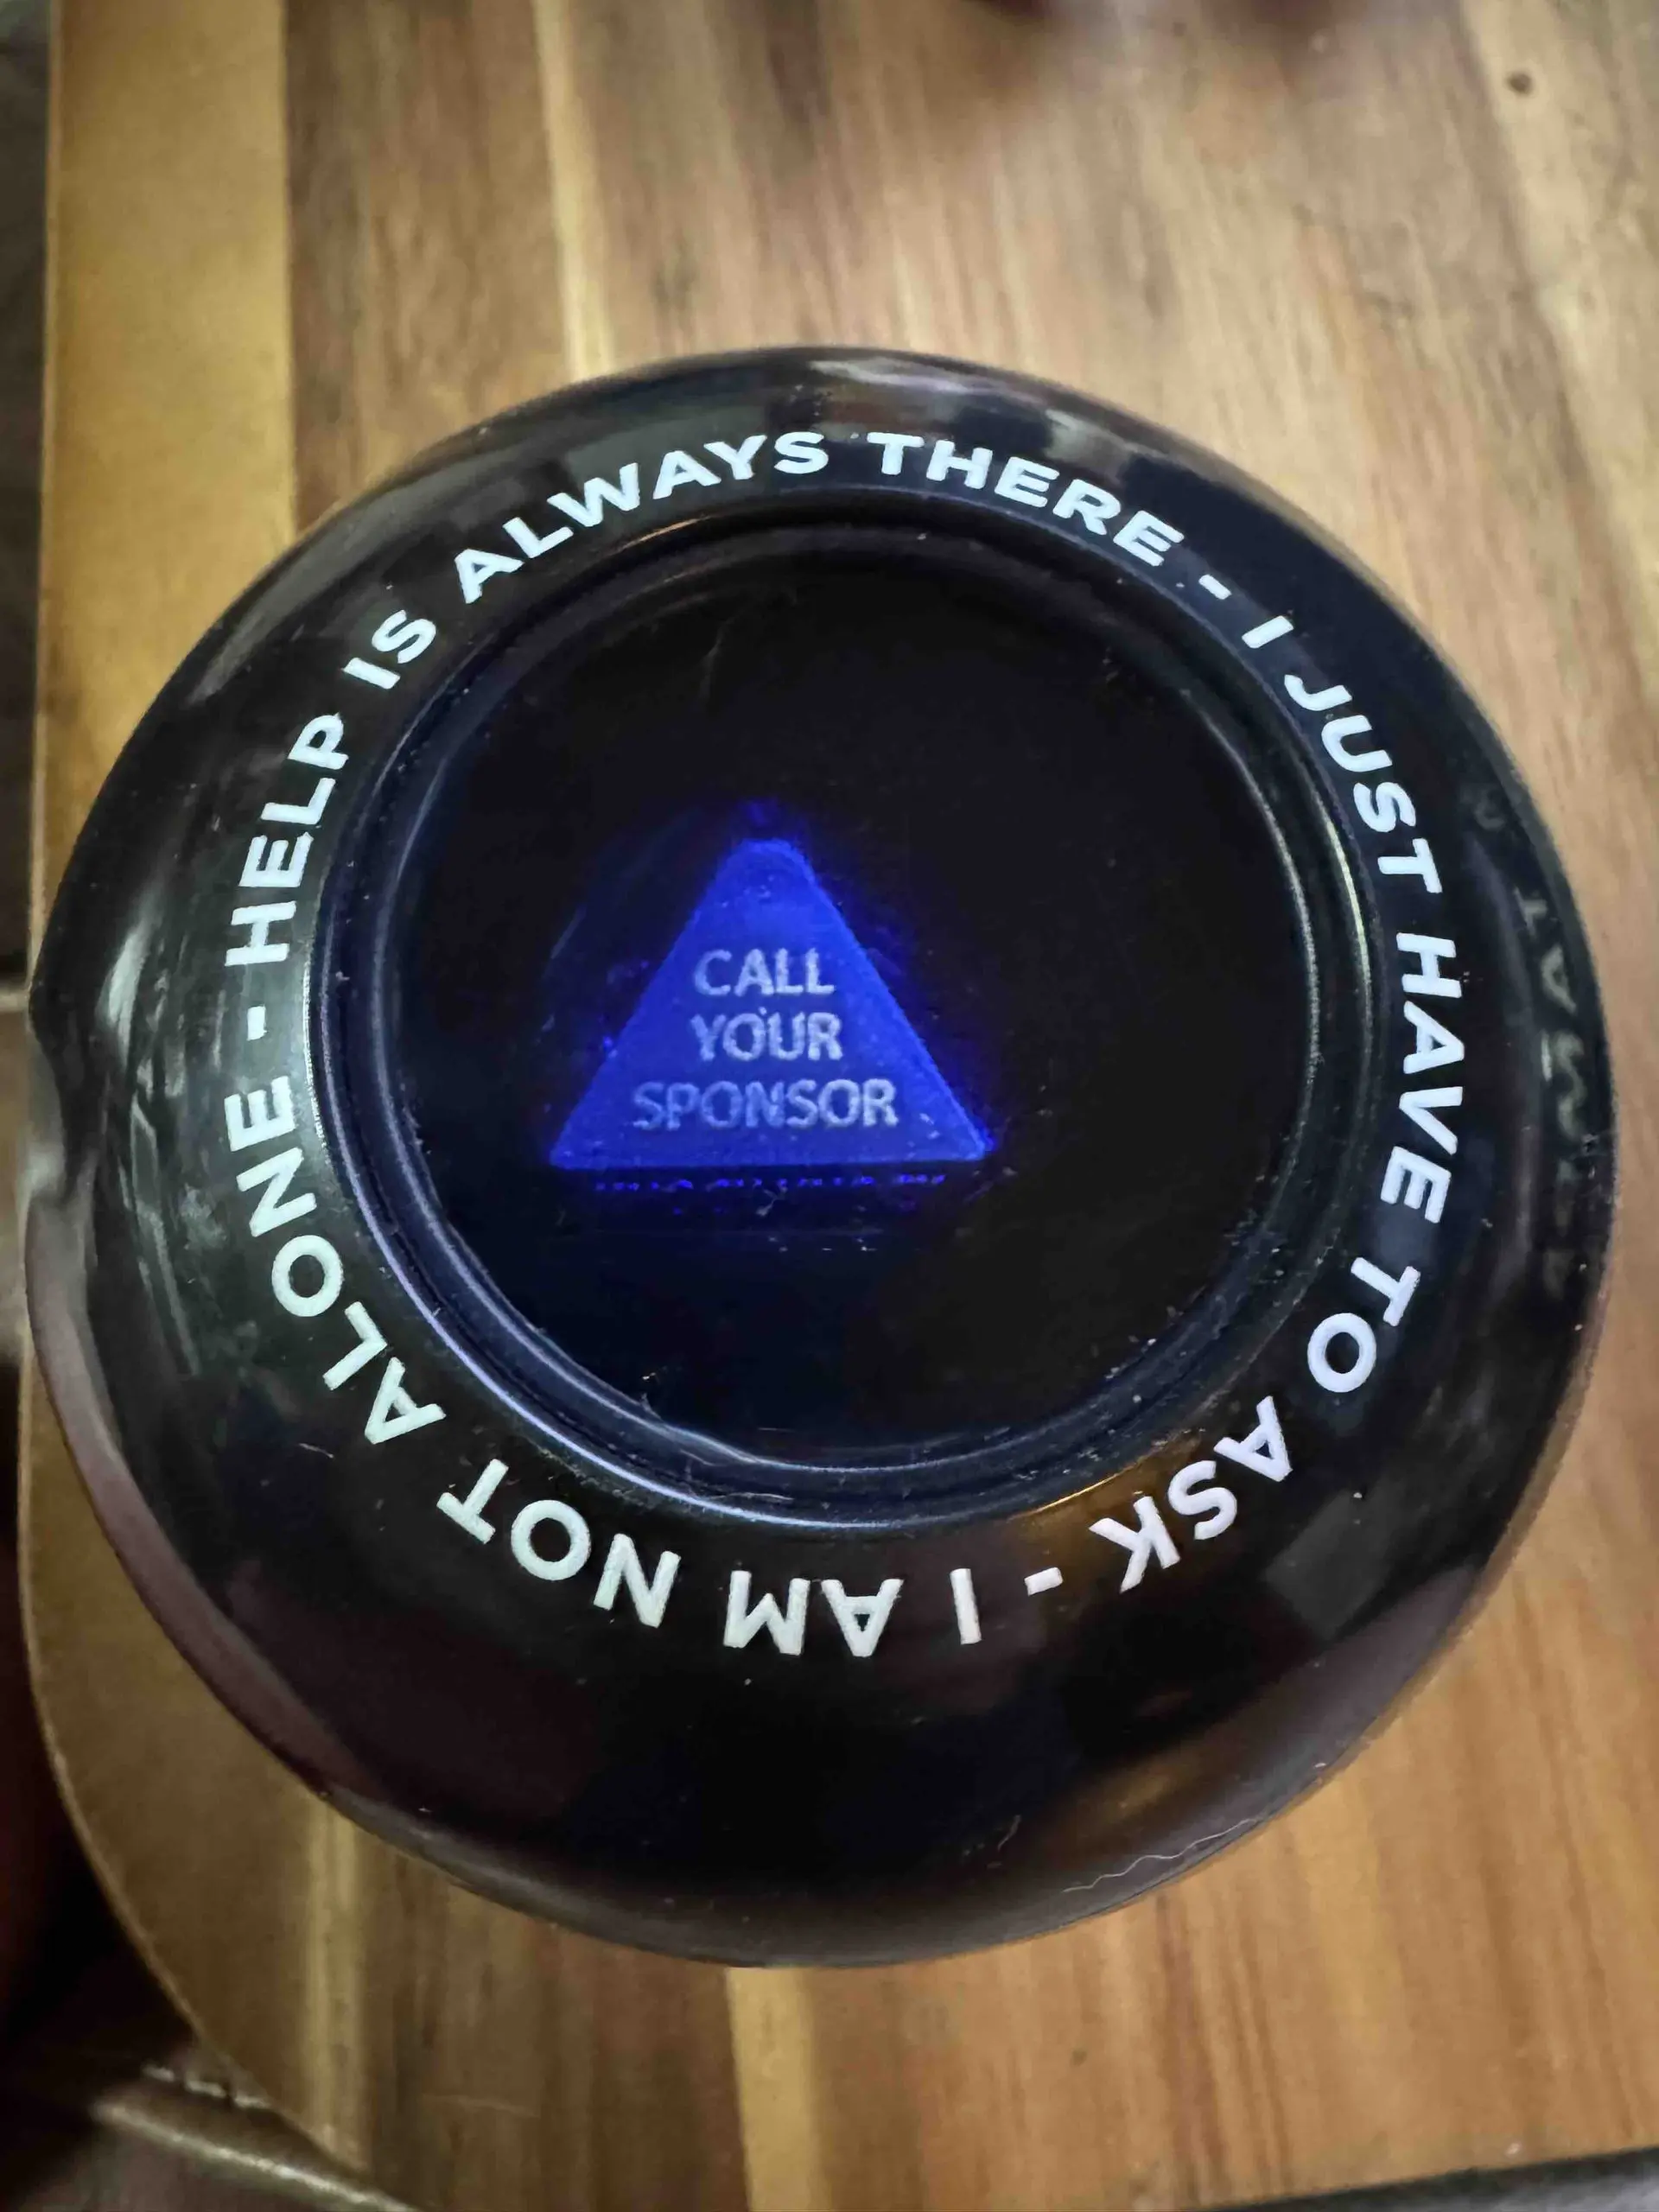 HELP IS ALWAYS THERE - I JUST HAVE TO ASK - I AM NOT ALONE -
CALL
YOUR
SPONSOR